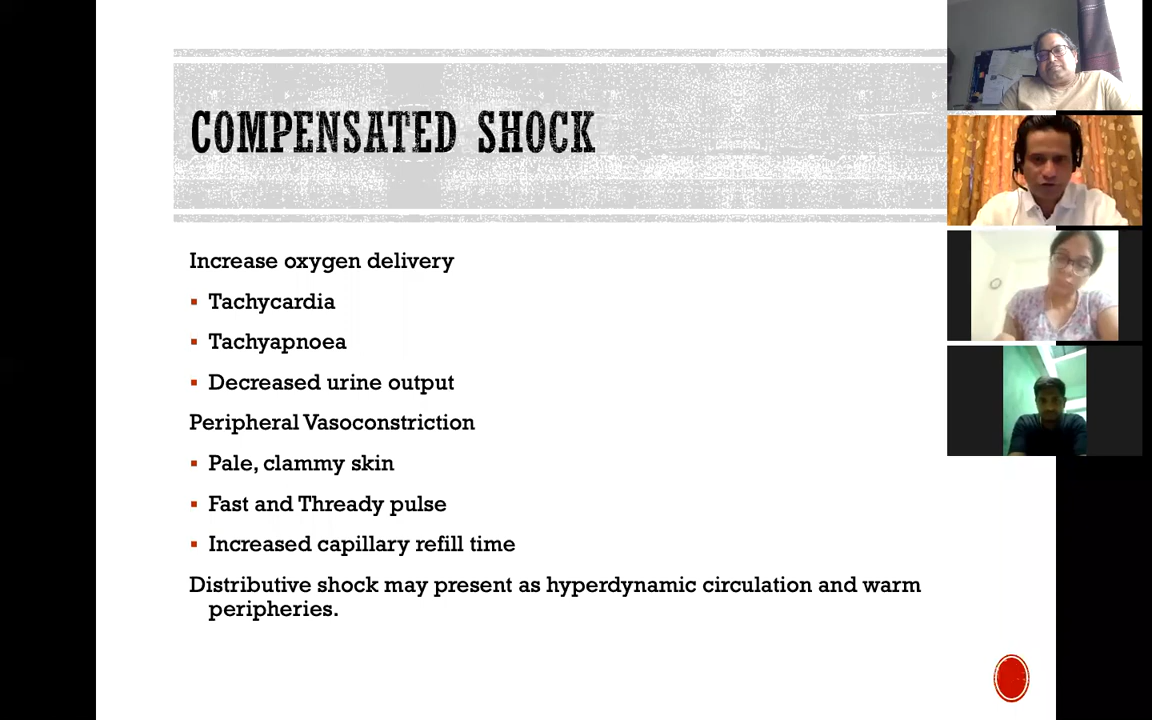 COMPENSATED SHOCK
Increase oxygen delivery
▪ Tachycardia
▪ Tachyapnoea
▪ Decreased urine output
Peripheral Vasoconstriction
▪ Pale, clammy skin
▪ Fast and Thready pulse
▪ Increased capillary refill time
Distributive shock may present as hyperdynamic circulation and warm
peripheries.